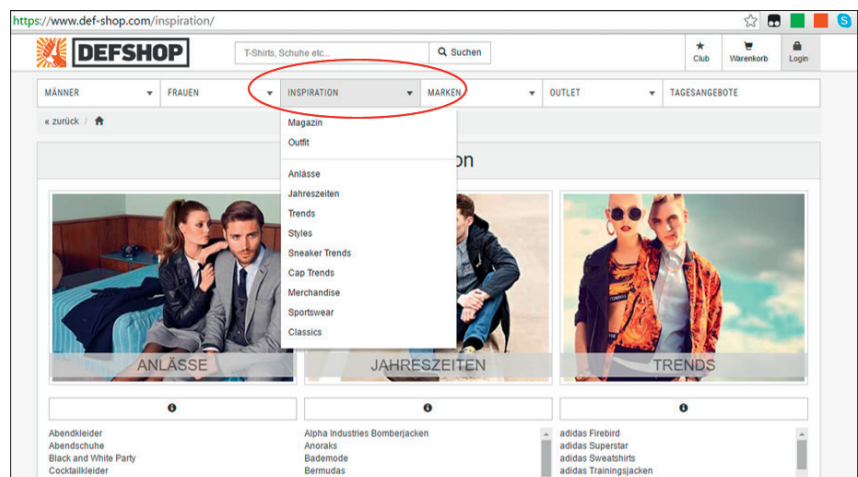 https://www.def-shop.com/inspiration/
DEFSHOP
T-Shirts, Schuhe etc...
Suchen
Club
Warenkorb
Login
MÄNNER
FRAUEN
INSPIRATION
MARKEN
OUTLET
TAGESANGEBOTE
« zurück /
Magazin
Outfit
on
Anlässe
Jahreszeiten
Trends
Styles
Sneaker Trends
Cap Trends
Merchandise
Sportswear
Classics
ANLÄSSE
JAHRESZEITEN
TRENDS
Abendkleider
Abendschuhe
Black and White Party
Cocktailkleider
Alpha Industries Bomberjacken
Anoraks
Bademode
Bermudas
adidas Firebird
adidas Superstar
adidas Sweatshirts
adidas Trainingsjacken